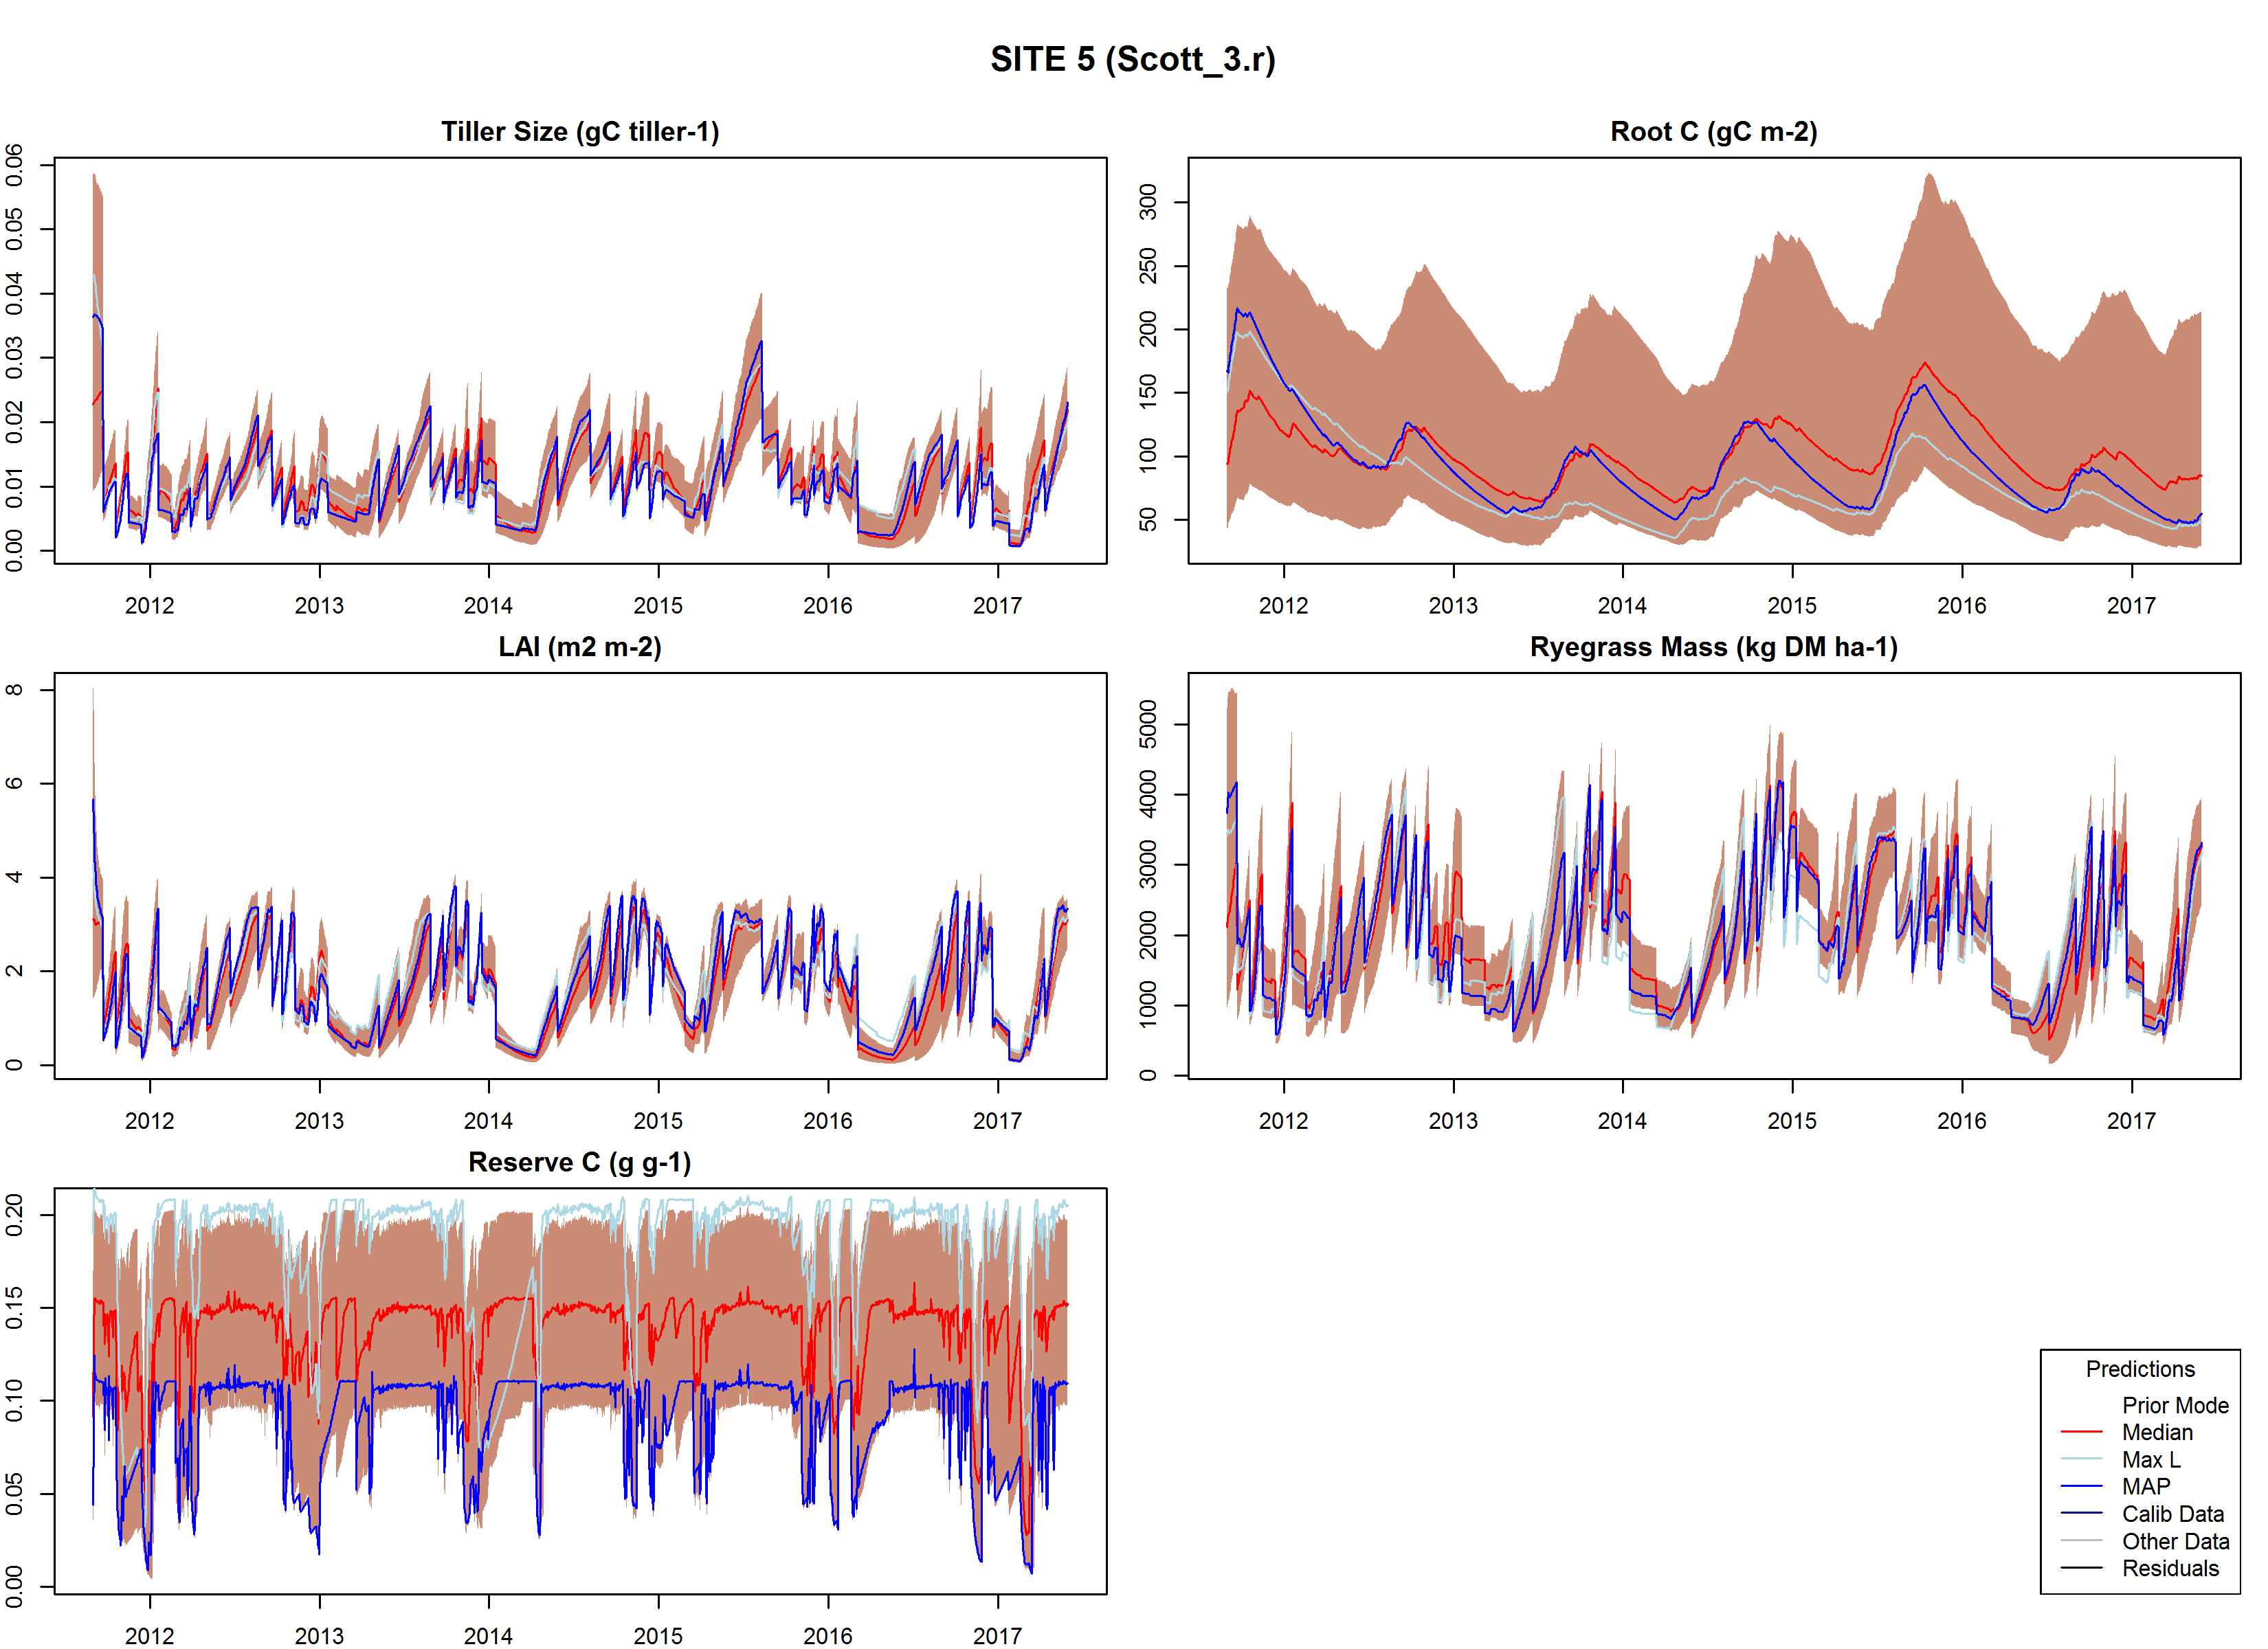 SITE 5 (Scott_3.r)
Tiller Size (gC tiller-1)
0.00 0.01 0.02 0.03 0.04 0.05 0.06
2012 2013 2014 2015 2016 2017
Root C (gC m-2)
50 100 150 200 250 300
2012 2013 2014 2015 2016 2017
LAI (m2 m-2)
0 2 4 6 8
2012 2013 2014 2015 2016 2017
Ryegrass Mass (kg DM ha-1)
0 1000 2000 3000 4000 5000
2012 2013 2014 2015 2016 2017
Reserve C (g g-1)
0.00 0.05 0.10 0.15 0.20
2012 2013 2014 2015 2016 2017
Predictions
Prior Mode
Median
Max L
MAP
Calib Data
Other Data
Residuals